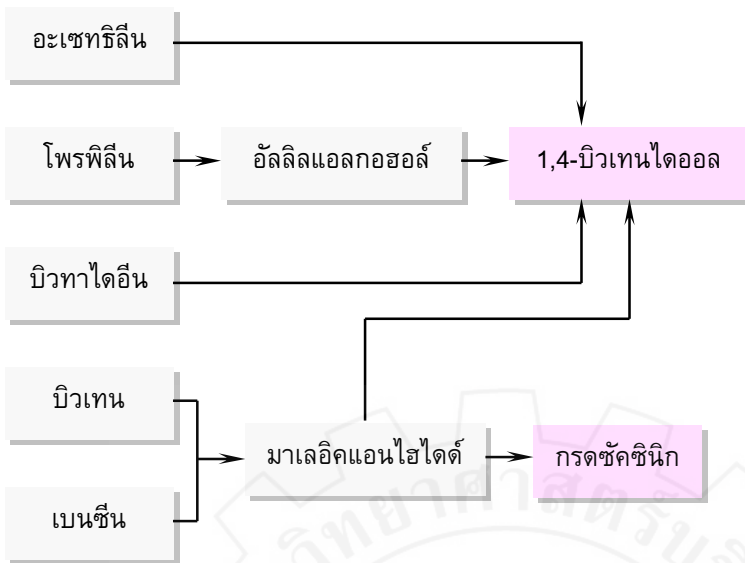 อะเซทธิลีน
โพรพิลีน
อัลลิลแอลกอฮอล์
1,4-บิวเทนไดออล
บิวทาไดอีน
บิวเทน
มาเลอิคแอนไฮไดด์
กรดซัคซินิก
เบนซีน